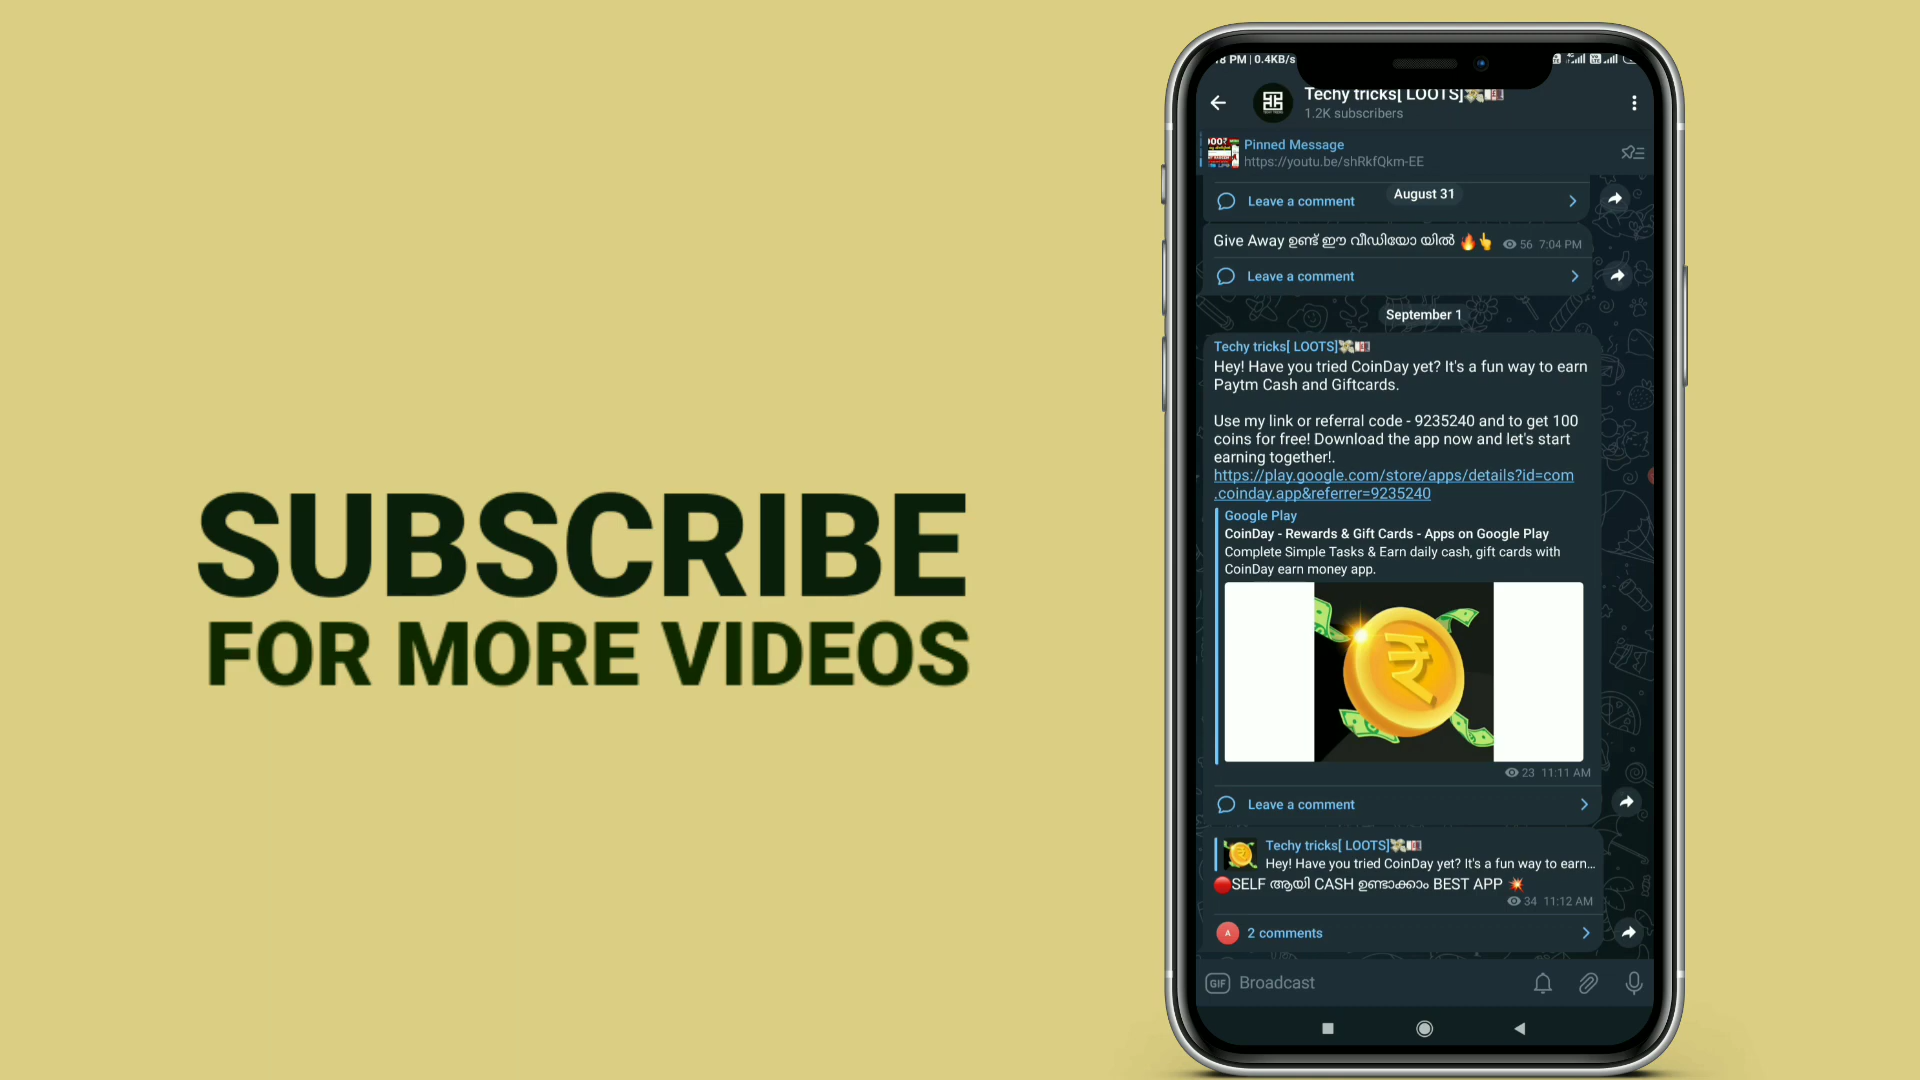 SUBSCRIBE
FOR MORE VIDEOS
8 PM | 0.4KB/s
Techy tricks[ LOOTS]💸💵
1.2K subscribers
Pinned Message
https://youtu.be/shRkfQkm-EE
August 31
Leave a comment
Give Away ഉണ്ട് ഈ വീഡിയോ യിൽ 🔥👆 56 7:04 PM
Leave a comment
September 1
Techy tricks[ LOOTS]💸💵
Hey! Have you tried CoinDay yet? It's a fun way to earn
Paytm Cash and Giftcards.
Use my link or referral code - 9235240 and to get 100
coins for free! Download the app now and let's start
earning together!.
https://play.google.com/store/apps/details?id=com
.coinday.app&referrer=9235240
Google Play
CoinDay - Rewards & Gift Cards - Apps on Google Play
Complete Simple Tasks & Earn daily cash, gift cards with
CoinDay earn money app.
₹
23 11:11 AM
Leave a comment
Techy tricks[ LOOTS]💸💵
Hey! Have you tried CoinDay yet? It's a fun way to earn...
🔴SELF ആയി CASH ഉണ്ടാക്കാം BEST APP 💥
34 11:12 AM
A 2 comments
GIF Broadcast